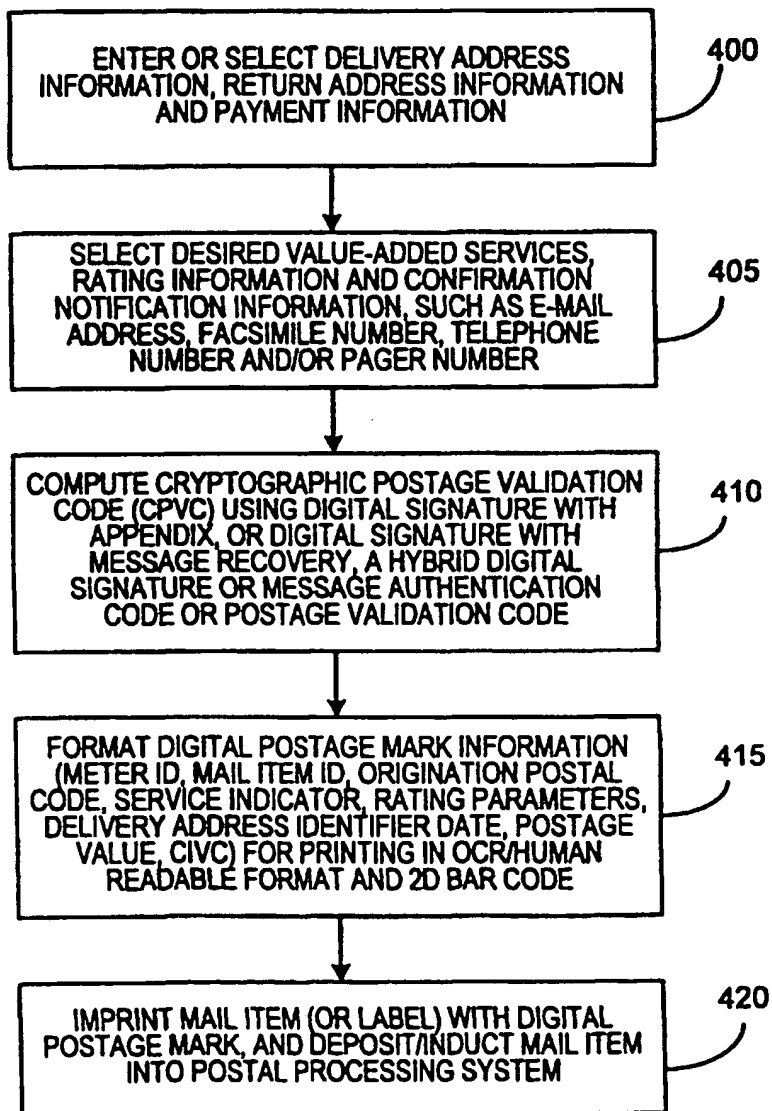 ENTER OR SELECT DELIVERY ADDRESS
INFORMATION, RETURN ADDRESS INFORMATION
AND PAYMENT INFORMATION
400
SELECT DESIRED VALUE-ADDED SERVICES,
RATING INFORMATION AND CONFIRMATION
NOTIFICATION INFORMATION, SUCH AS E-MAIL
ADDRESS, FACSIMILE NUMBER, TELEPHONE
NUMBER AND/OR PAGER NUMBER
405
COMPUTE CRYPTOGRAPHIC POSTAGE VALIDATION
CODE (CPVC) USING DIGITAL SIGNATURE WITH
APPENDIX, OR DIGITAL SIGNATURE WITH
MESSAGE RECOVERY, A HYBRID DIGITAL
SIGNATURE OR MESSAGE AUTHENTICATION
CODE OR POSTAGE VALIDATION CODE
410
FORMAT DIGITAL POSTAGE MARK INFORMATION
(METER ID, MAIL ITEM ID, ORIGINATION POSTAL
CODE, SERVICE INDICATOR, RATING PARAMETERS,
DELIVERY ADDRESS IDENTIFIER DATE, POSTAGE
VALUE, CIVC) FOR PRINTING IN OCR/HUMAN
READABLE FORMAT AND 2D BAR CODE
415
IMPRINT MAIL ITEM (OR LABEL) WITH DIGITAL
POSTAGE MARK, AND DEPOSIT/INDUCT MAIL ITEM
INTO POSTAL PROCESSING SYSTEM
420